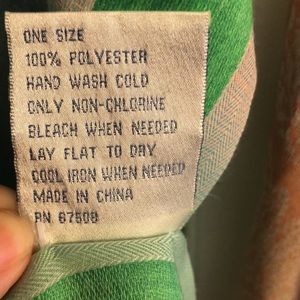 ONE SIZE
100% POLYESTER
HAND WASH COLD
ONLY NON-CHLORINE
BLEACH WHEN NEEDED
LAY FLAT TO DRY
COOL IRON WHEN NEEDED
MADE IN CHINA
RN 67509